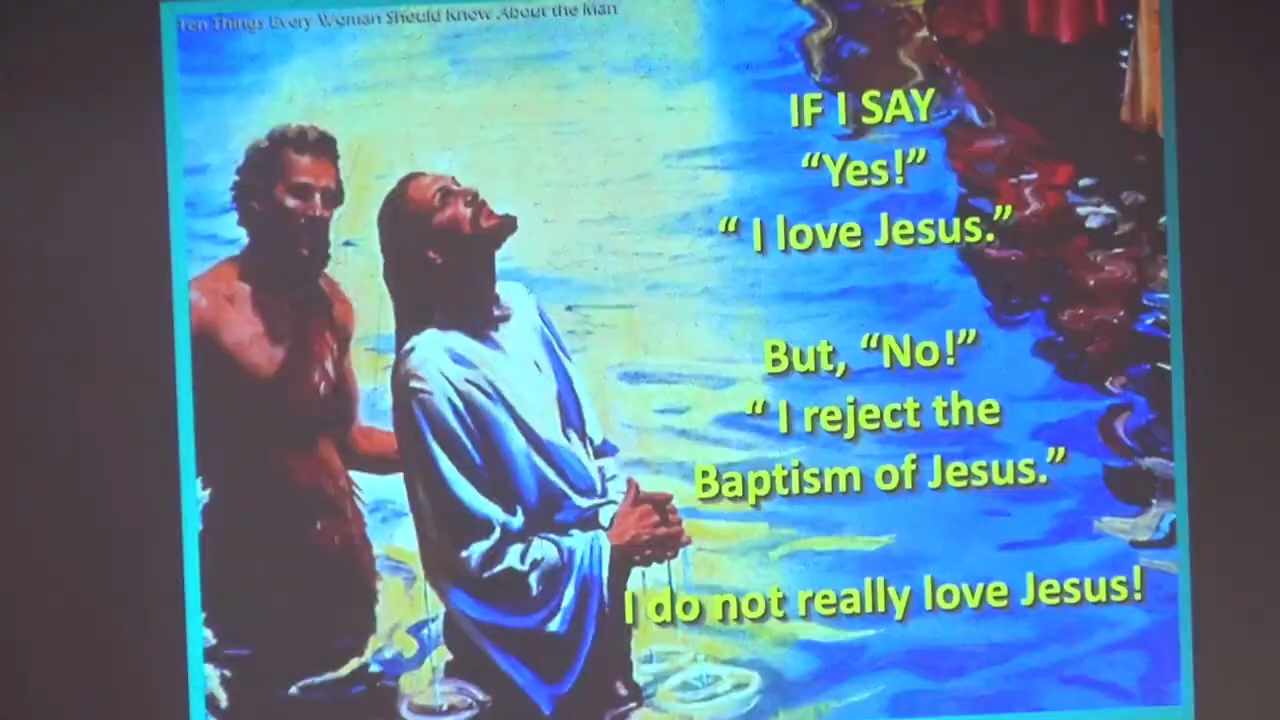 Ten Things Every Woman Should Know About the Man
IF I SAY
“Yes!”
“ I love Jesus.”
But, “No!”
“ I reject the
Baptism of Jesus.”
I do not really love Jesus!